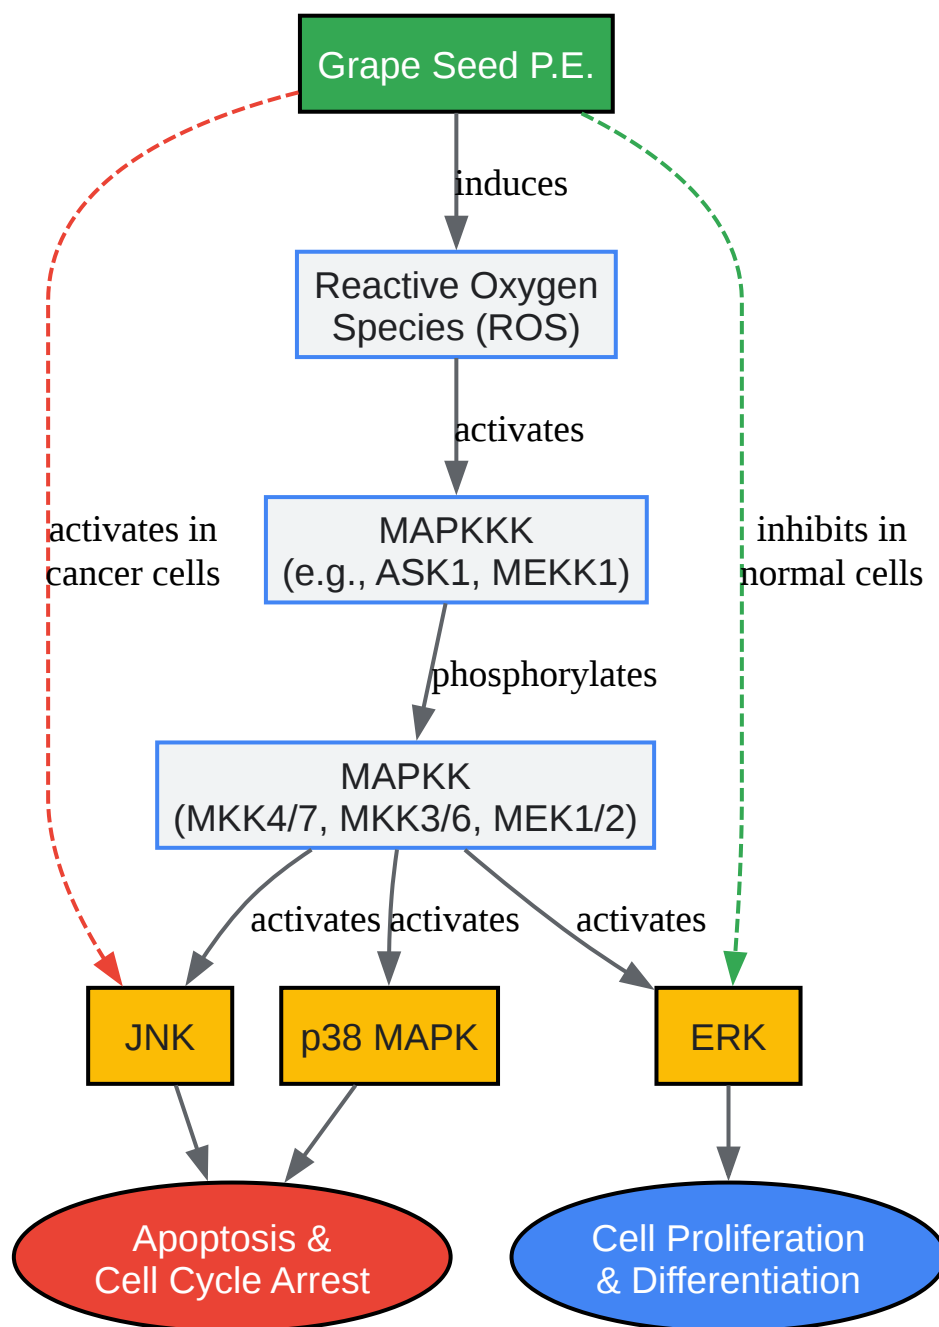 Grape Seed P.E.
induces
Reactive Oxygen
Species (ROS)
activates
MAPKKK
(e.g., ASK1, MEKK1)
activates in
cancer cells
inhibits in
normal cells
phosphorylates
MAPKK
(MKK4/7, MKK3/6, MEK1/2)
activates
activates
activates
JNK
p38 MAPK
ERK
Apoptosis &
Cell Cycle Arrest
Cell Proliferation
& Differentiation